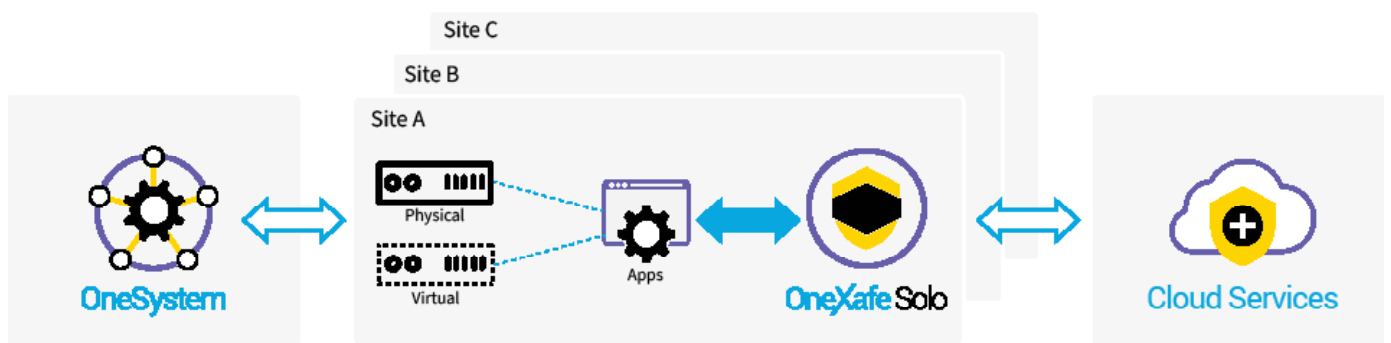 Site C
Site B
Site A
Physical
Virtual
Apps
OneSystem
OneXafe Solo
Cloud Services